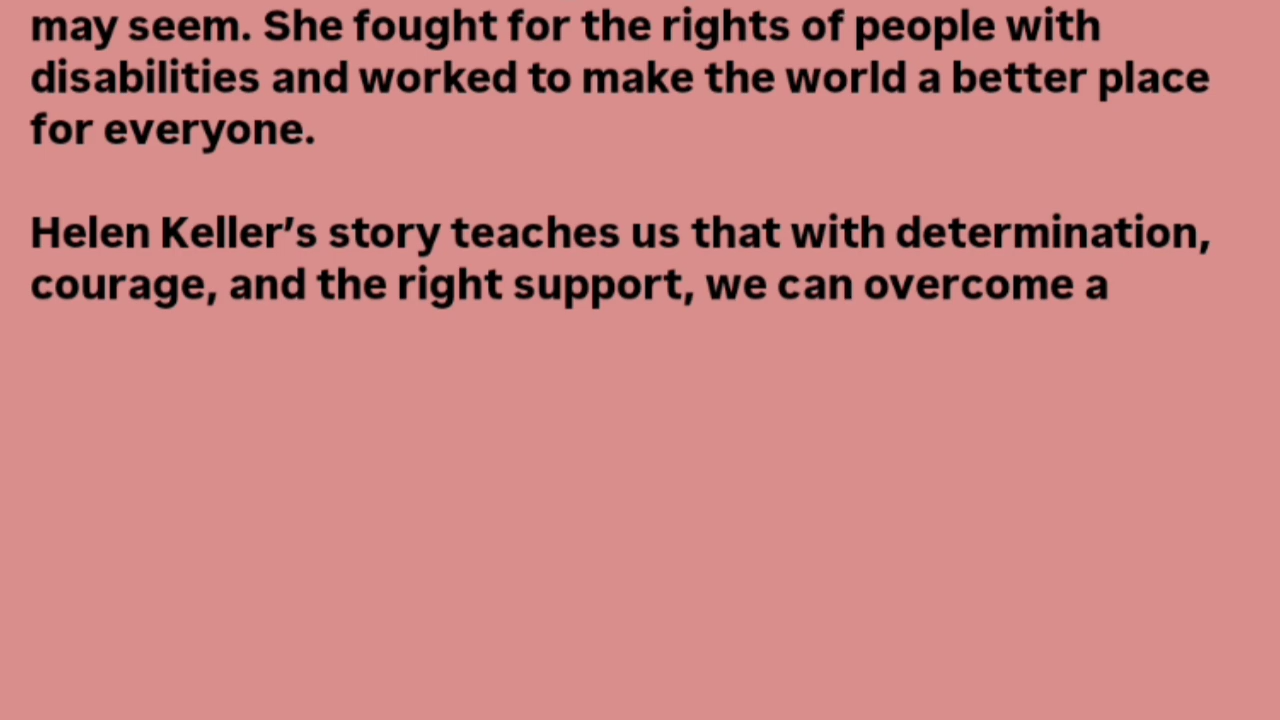 may seem. She fought for the rights of people with
disabilities and worked to make the world a better place
for everyone.
Helen Keller’s story teaches us that with determination,
courage, and the right support, we can overcome a